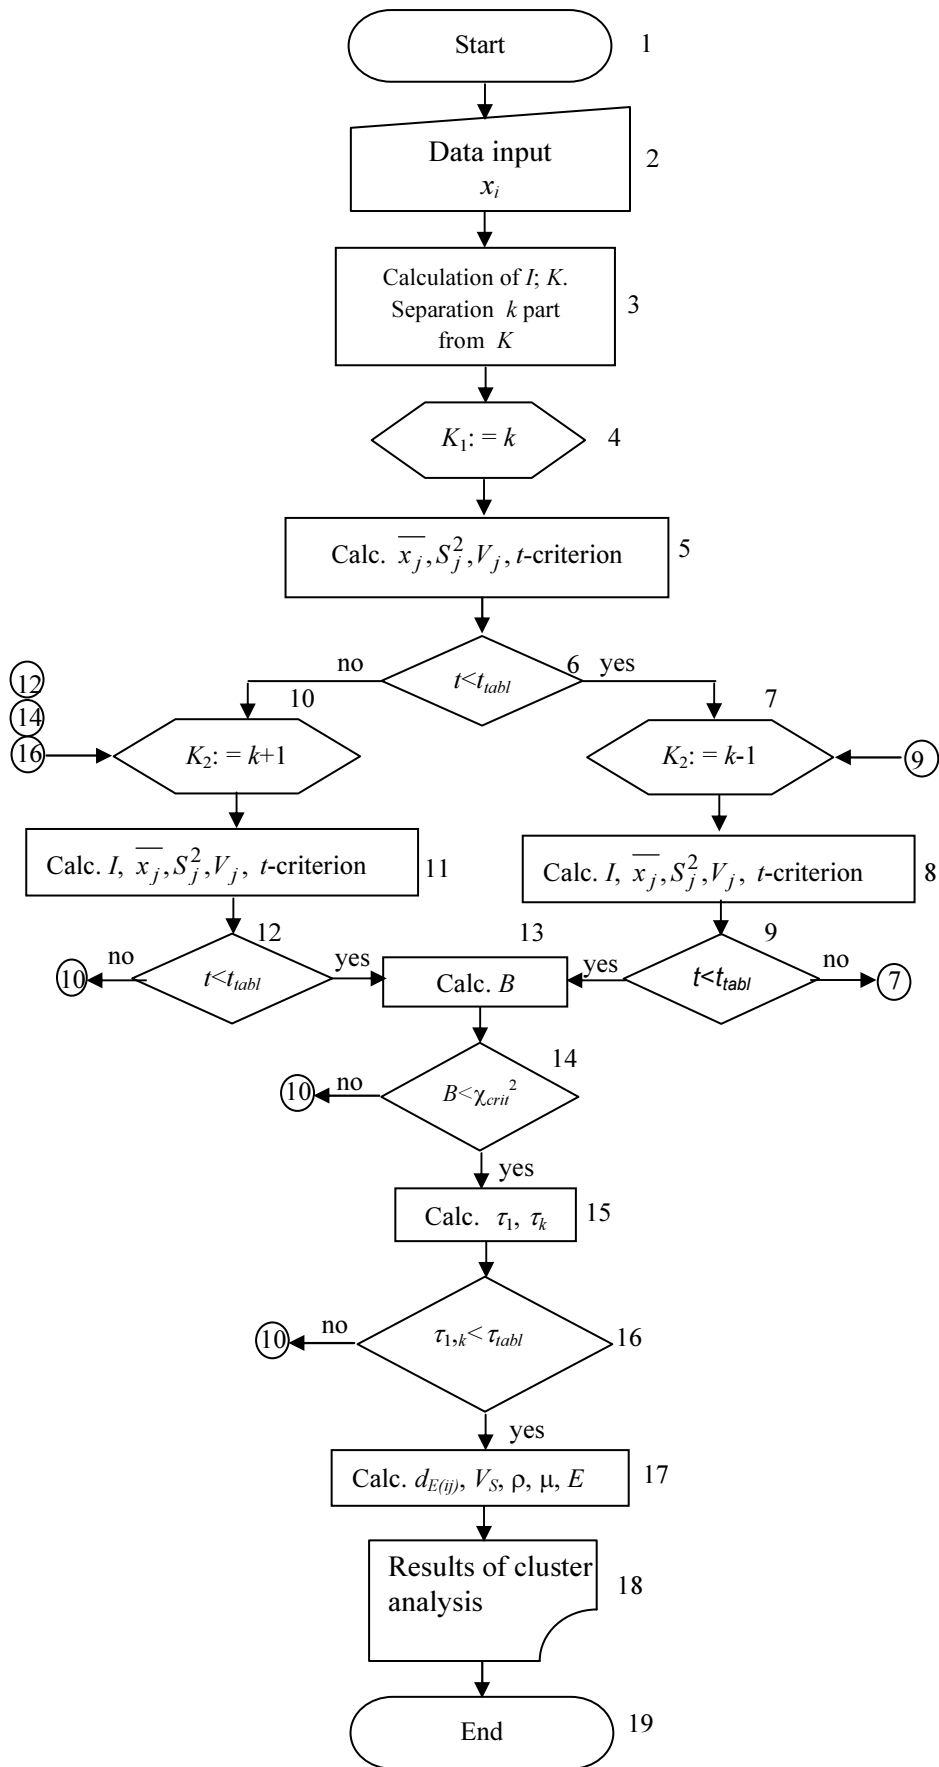 Start
1
Data input
x_i
2
Calculation of I; K.
Separation k part
from K
3
K₁: = k
4
Calc. x̅_j, S_j², V_j, t-criterion
5
t<t_tabl
6
no
yes
12
14
16
10
K₂: = k+1
7
K₂: = k-1
9
Calc. I, x̅_j, S_j², V_j, t-criterion
11
Calc. I, x̅_j, S_j², V_j, t-criterion
8
12
no
10
t<t_tabl
yes
13
Calc. B
9
yes
t<t_tabl
no
7
14
B<χ_crit²
no
10
yes
Calc. τ₁, τ_k
15
τ₁,_k< τ_tabl
16
no
10
yes
Calc. d_E(ij), V_S, ρ, μ, E
17
Results of cluster
analysis
18
End
19